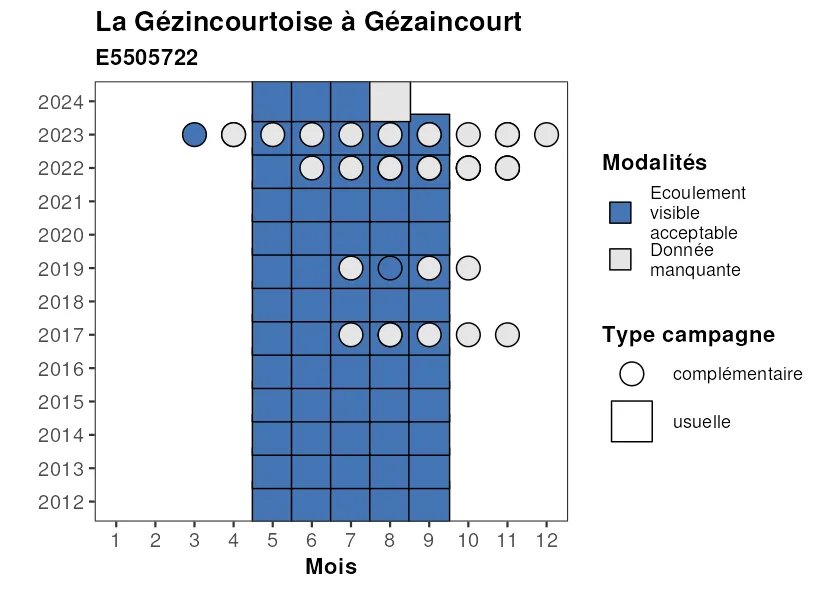 La Gézincourtoise à Gézaincourt
E5505722
2024
2023
2022
2021
2020
2019
2018
2017
2016
2015
2014
2013
2012
1 2 3 4 5 6 7 8 9 10 11 12
Mois
Modalités
Ecoulement
visible
acceptable
Donnée
manquante
Type campagne
complémentaire
usuelle